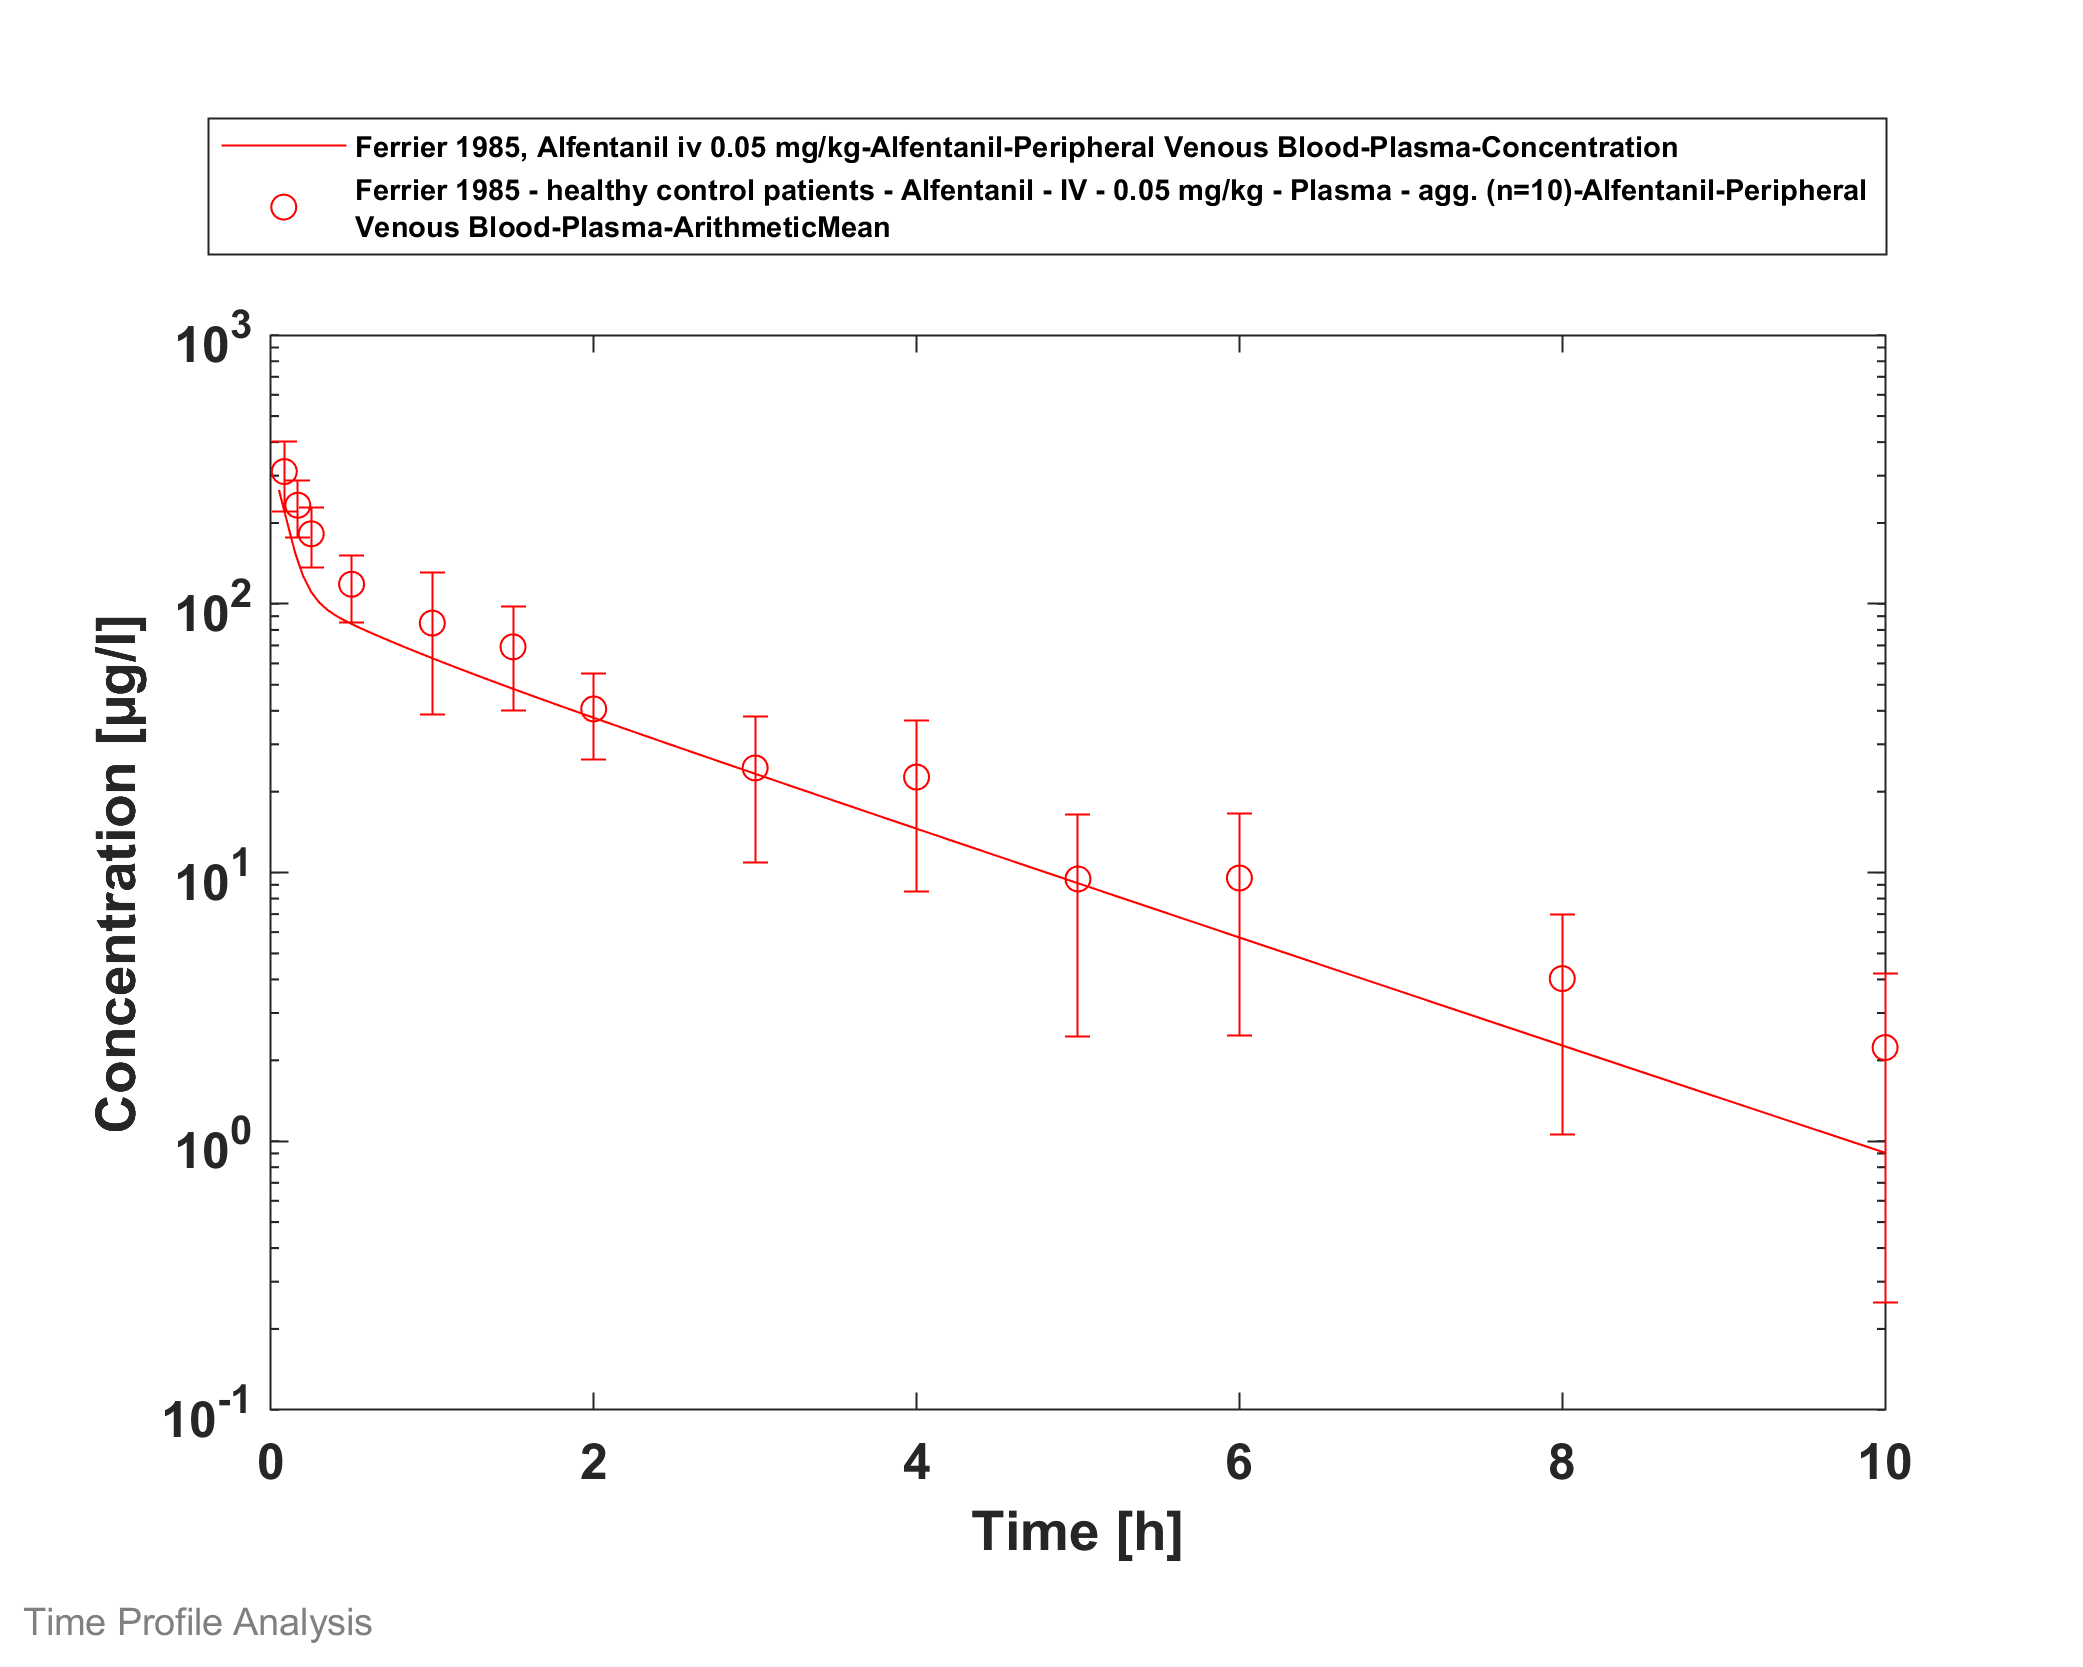 Ferrier 1985, Alfentanil iv 0.05 mg/kg-Alfentanil-Peripheral Venous Blood-Plasma-Concentration
Ferrier 1985 - healthy control patients - Alfentanil - IV - 0.05 mg/kg - Plasma - agg. (n=10)-Alfentanil-Peripheral
Venous Blood-Plasma-ArithmeticMean
10^3
10^2
10^1
10^0
10^-1
Concentration [µg/l]
0 2 4 6 8 10
Time [h]
Time Profile Analysis